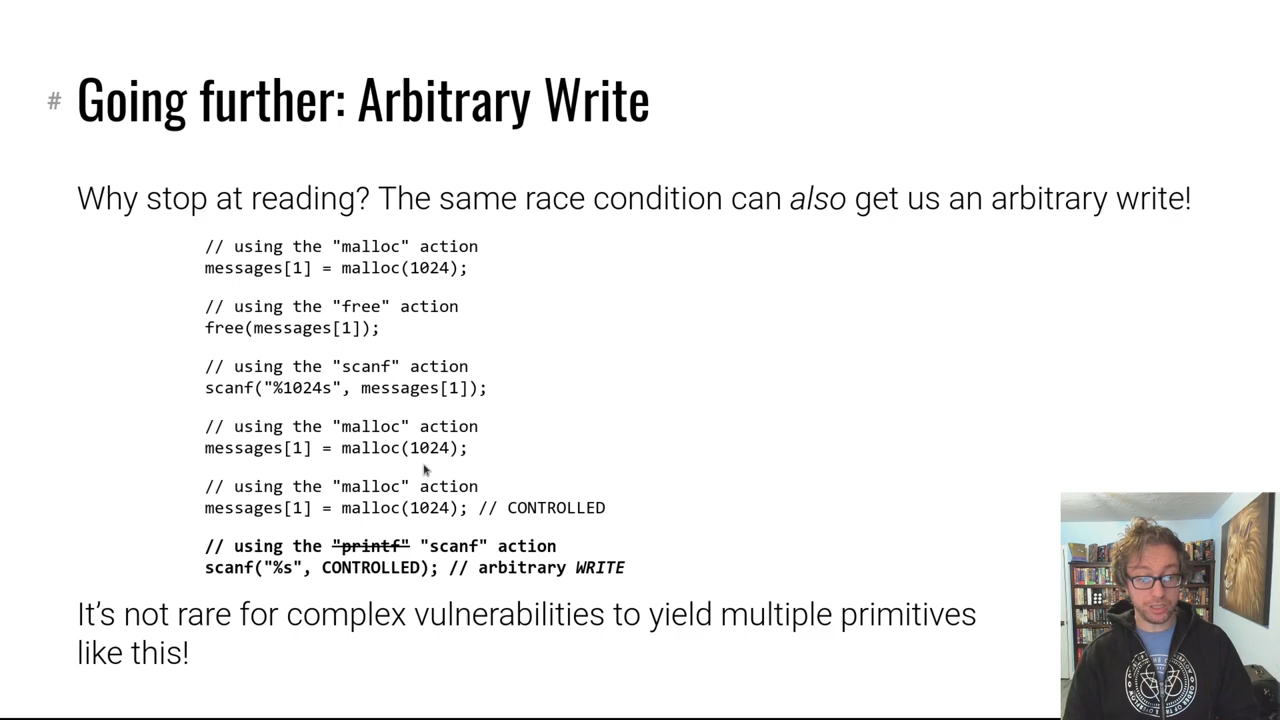 # Going further: Arbitrary Write
Why stop at reading? The same race condition can also get us an arbitrary write!
// using the "malloc" action
messages[1] = malloc(1024);
// using the "free" action
free(messages[1]);
// using the "scanf" action
scanf("%1024s", messages[1]);
// using the "malloc" action
messages[1] = malloc(1024);
// using the "malloc" action
messages[1] = malloc(1024); // CONTROLLED
// using the "printf" "scanf" action
scanf("%s", CONTROLLED); // arbitrary WRITE
It’s not rare for complex vulnerabilities to yield multiple primitives
like this!